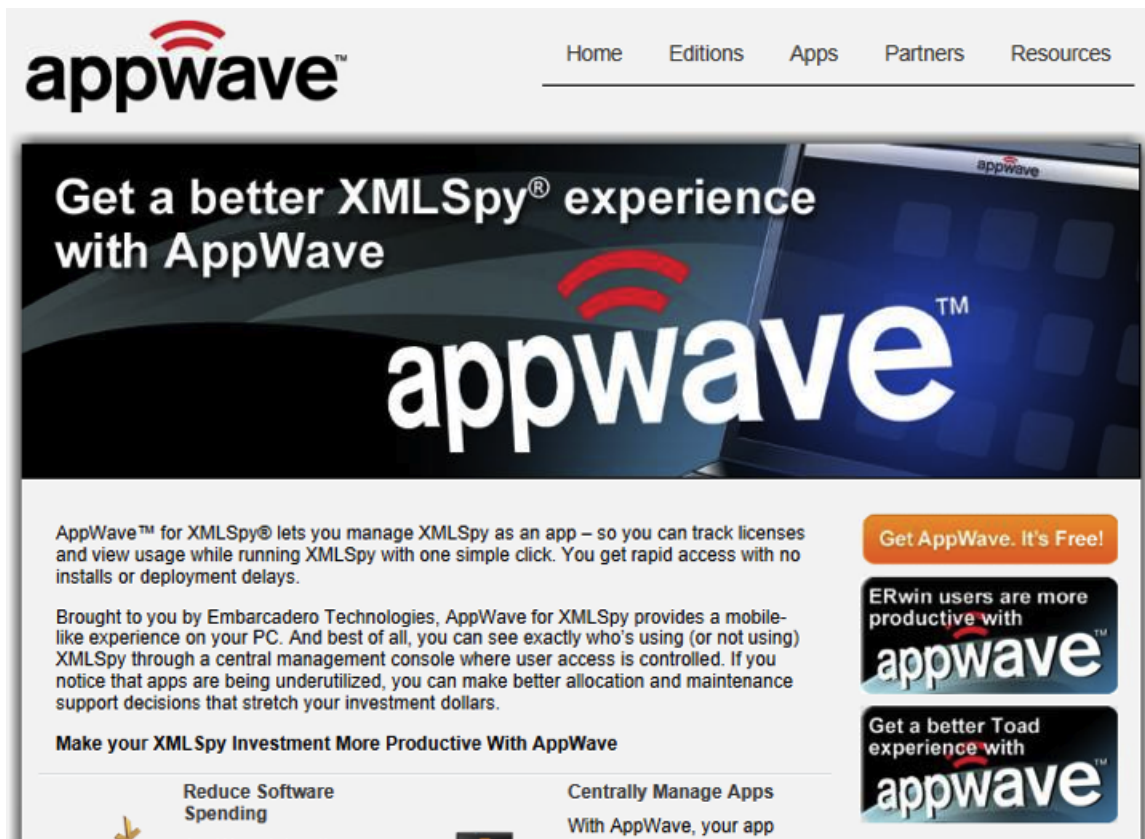 appwave™
Home Editions Apps Partners Resources
appwave
Get a better XMLSpy® experience
with AppWave
appwave™
AppWave™ for XMLSpy® lets you manage XMLSpy as an app – so you can track licenses
and view usage while running XMLSpy with one simple click. You get rapid access with no
installs or deployment delays.
Brought to you by Embarcadero Technologies, AppWave for XMLSpy provides a mobile-
like experience on your PC. And best of all, you can see exactly who's using (or not using)
XMLSpy through a central management console where user access is controlled. If you
notice that apps are being underutilized, you can make better allocation and maintenance
support decisions that stretch your investment dollars.
Make your XMLSpy Investment More Productive With AppWave
Reduce Software
Spending
Centrally Manage Apps
With AppWave, your app
Get AppWave. It's Free!
ERwin users are more
productive with
appwave™
Get a better Toad
experience with
appwave™